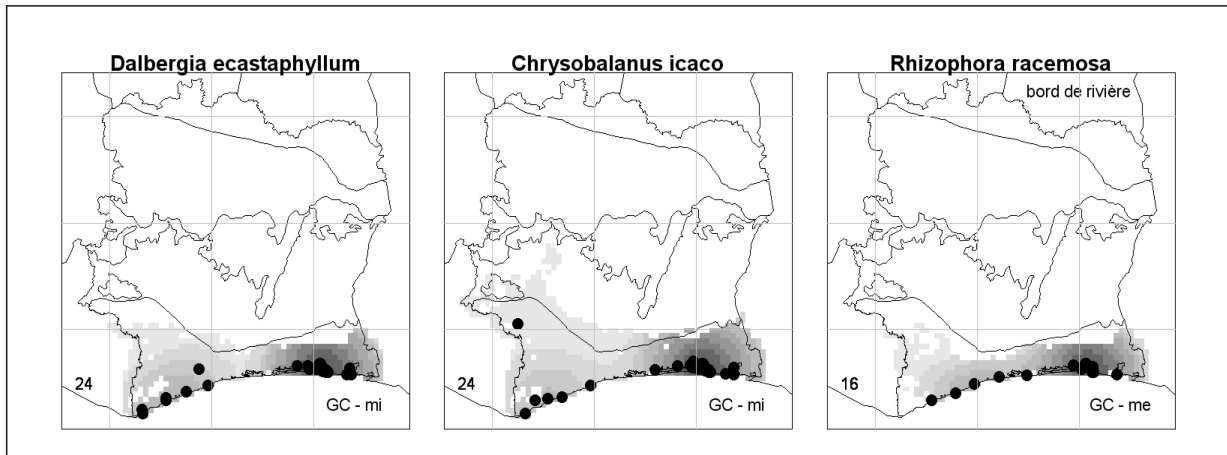 Dalbergia ecastaphyllum
24
GC - mi
Chrysobalanus icaco
24
GC - mi
Rhizophora racemosa
bord de rivière
16
GC - me